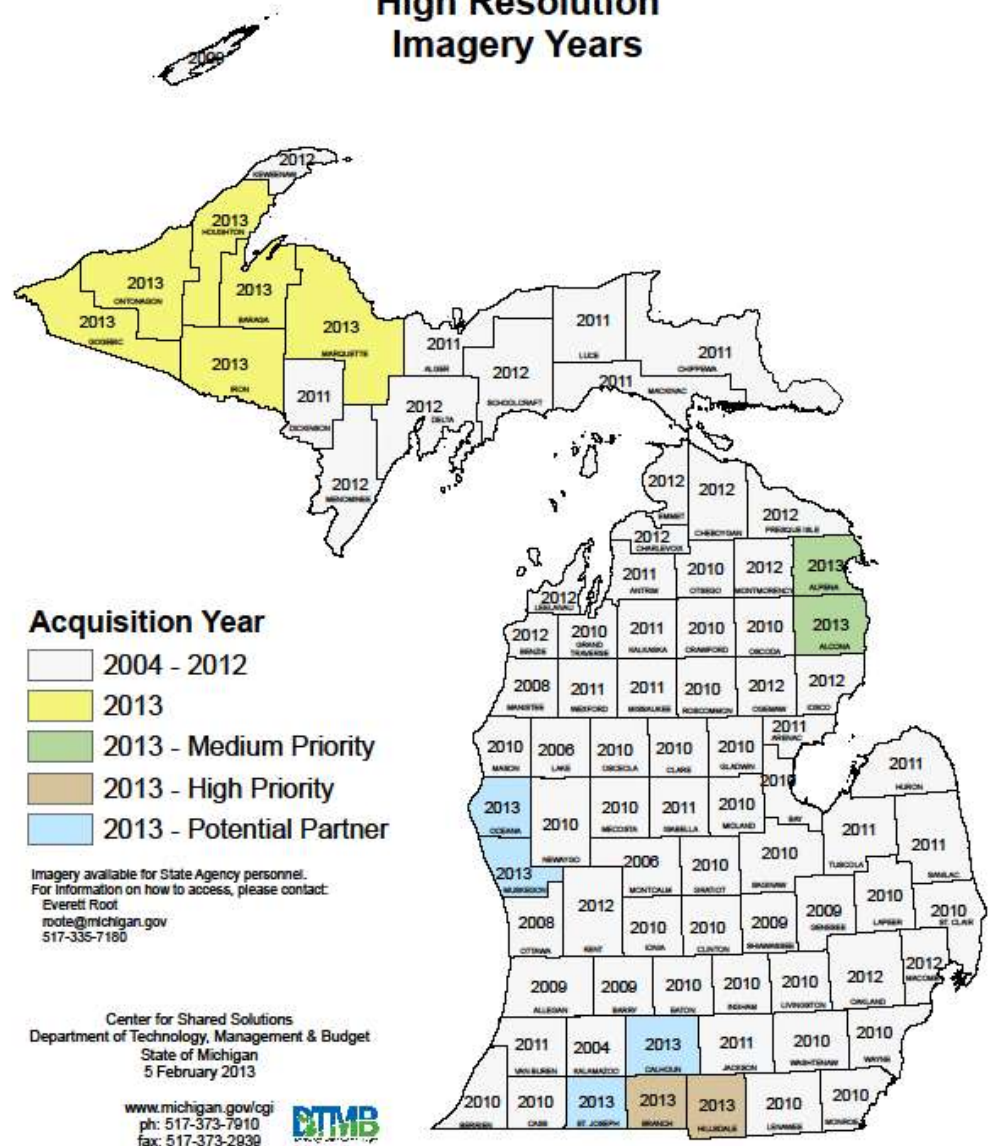 High Resolution
Imagery Years
2009
2012
KEWEENAW
2013
HOUGHTON
2013
ONTONAGON
2013
BARAGA
2013
GOGEBIC
2013
MARQUETTE
2013
IRON
2011
DICKINSON
2011
ALGER
2012
SCHOOLCRAFT
2011
LUCE
2011
CHIPPEWA
2011
MACKINAC
2012
DELTA
2012
MENOMINEE
2012
EMMET
2012
CHEBOYGAN
2012
PRESQUE ISLE
2012
CHARLEVOIX
2011
ANTRIM
2010
OTSEGO
2012
MONTMORENCY
2013
ALPENA
2012
LEELANAU
2012
BENZIE
2010
GRAND
TRAVERSE
2011
KALKASKA
2010
CRAWFORD
2010
OSCODA
2013
ALCONA
2008
MANISTEE
2011
WEXFORD
2011
MISSAUKEE
2010
ROSCOMMON
2012
OGEMAW
2012
IOSCO
2010
MASON
2006
LAKE
2010
OSCEOLA
2010
CLARE
2010
GLADWIN
2011
ARENAC
2013
OCEANA
2010
NEWAYGO
2010
MECOSTA
2011
ISABELLA
2010
MIDLAND
2010
BAY
2011
HURON
2013
MUSKEGON
2006
MONTCALM
2010
GRATIOT
2010
SAGINAW
2011
TUSCOLA
2011
SANILAC
2008
OTTAWA
2012
KENT
2010
IONIA
2010
CLINTON
2009
SHIAWASSEE
2009
GENESEE
2010
LAPEER
2010
ST. CLAIR
2009
ALLEGAN
2009
BARRY
2010
EATON
2010
INGHAM
2010
LIVINGSTON
2012
OAKLAND
2012
MACOMB
2011
VAN BUREN
2004
KALAMAZOO
2013
CALHOUN
2011
JACKSON
2010
WASHTENAW
2010
WAYNE
2010
BERRIEN
2010
CASS
2013
ST. JOSEPH
2013
BRANCH
2013
HILLSDALE
2010
LENAWEE
2010
MONROE
Acquisition Year
2004 - 2012
2013
2013 - Medium Priority
2013 - High Priority
2013 - Potential Partner
Imagery available for State Agency personnel.
For information on how to access, please contact:
Everett Root
roote@michigan.gov
517-335-7180
Center for Shared Solutions
Department of Technology, Management & Budget
State of Michigan
5 February 2013
www.michigan.gov/cgi
ph: 517-373-7910
fax: 517-373-2939
DTMB